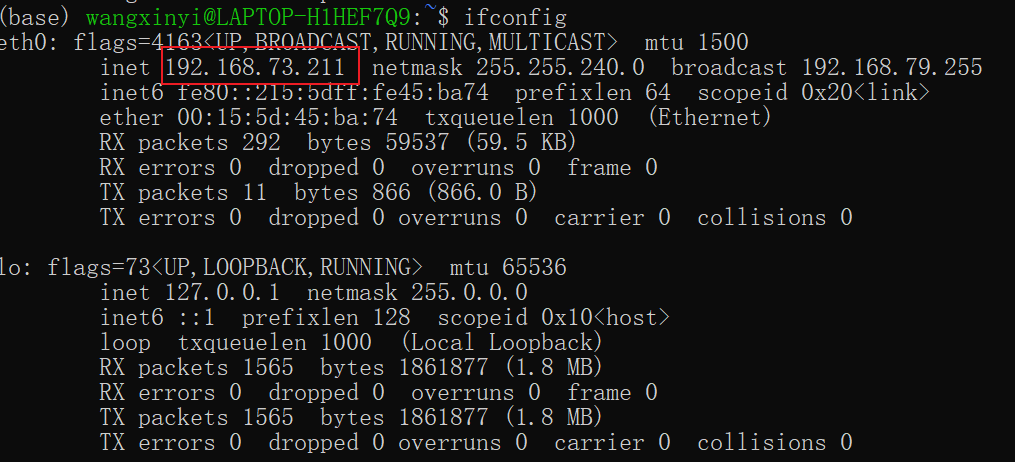 (base) wangxinyi@LAPTOP-H1HEF7Q9:~$ ifconfig
eth0: flags=4163<UP,BROADCAST,RUNNING,MULTICAST>  mtu 1500
inet 192.168.73.211  netmask 255.255.240.0  broadcast 192.168.79.255
inet6 fe80::215:5dff:fe45:ba74  prefixlen 64  scopeid 0x20<link>
ether 00:15:5d:45:ba:74  txqueuelen 1000  (Ethernet)
RX packets 292  bytes 59537 (59.5 KB)
RX errors 0  dropped 0  overruns 0  frame 0
TX packets 11  bytes 866 (866.0 B)
TX errors 0  dropped 0 overruns 0  carrier 0  collisions 0
lo: flags=73<UP,LOOPBACK,RUNNING>  mtu 65536
inet 127.0.0.1  netmask 255.0.0.0
inet6 ::1  prefixlen 128  scopeid 0x10<host>
loop  txqueuelen 1000  (Local Loopback)
RX packets 1565  bytes 1861877 (1.8 MB)
RX errors 0  dropped 0  overruns 0  frame 0
TX packets 1565  bytes 1861877 (1.8 MB)
TX errors 0  dropped 0 overruns 0  carrier 0  collisions 0